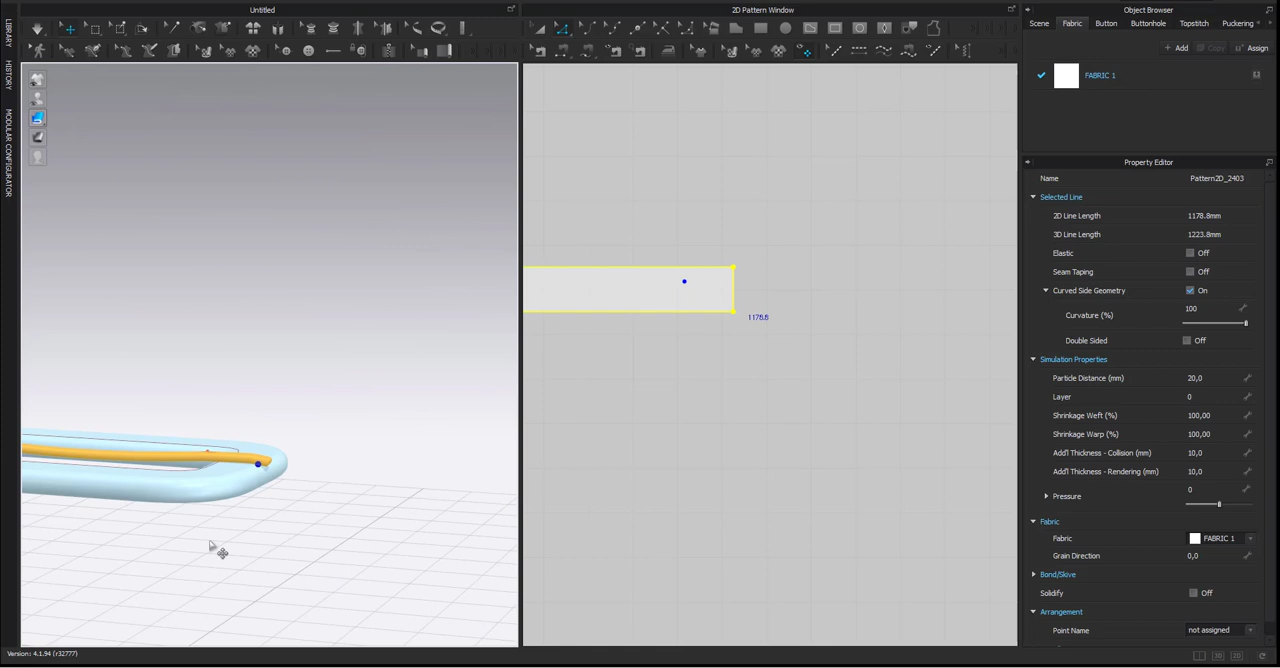 Untitled
2D Pattern Window
Object Browser
Scene Fabric Button Buttonhole Topstitch Puckering
+ Add Copy Assign
FABRIC 1
LIBRARY
HISTORY
MODULAR CONFIGURATOR
Property Editor
Name Pattern2D_2403
Selected Line
2D Line Length 1178.8mm
3D Line Length 1223.8mm
Elastic Off
Seam Taping Off
Curved Side Geometry On
Curvature (%) 100
Double Sided Off
Simulation Properties
Particle Distance (mm) 20,0
Layer 0
Shrinkage Weft (%) 100,00
Shrinkage Warp (%) 100,00
Add'l Thickness - Collision (mm) 10,0
Add'l Thickness - Rendering (mm) 10,0
Pressure 0
Fabric
Fabric FABRIC 1
Grain Direction 0,0
Bond/Skive
Solidify Off
Arrangement
Point Name not assigned
1178.8
Version: 4.1.94 (r32777)
3D 2D